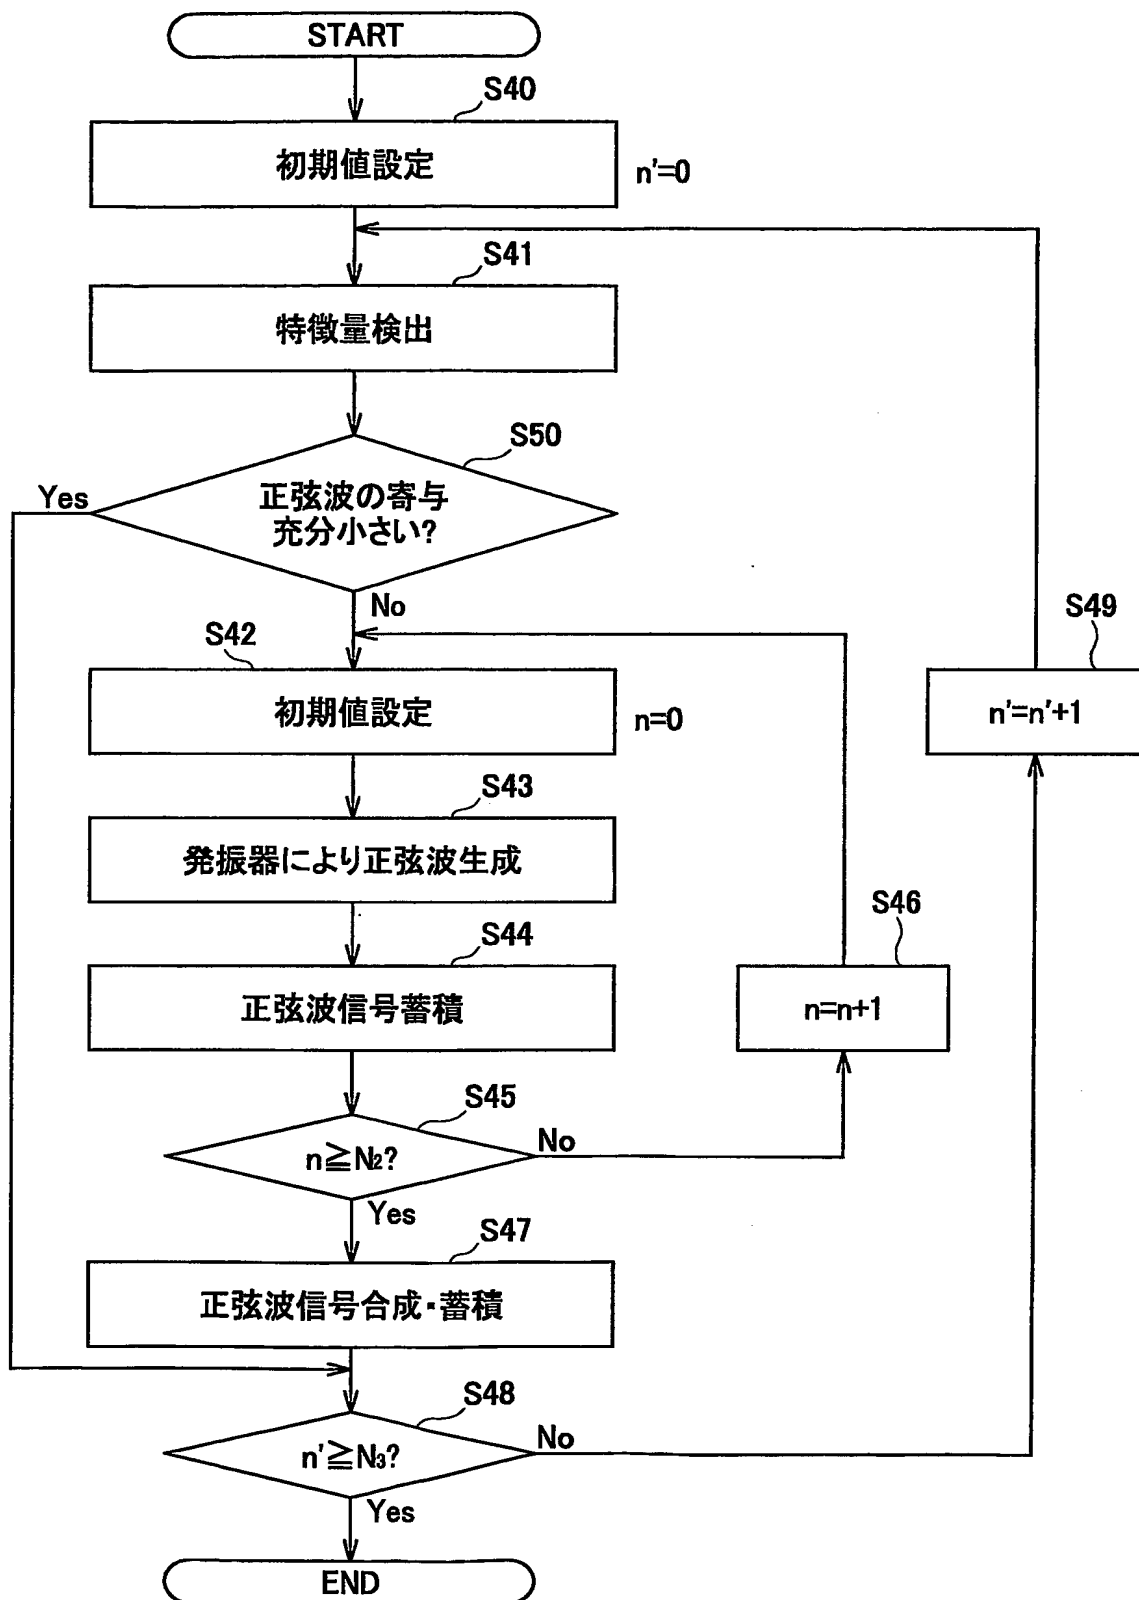 START
S40
初期値設定
n'=0
S41
特徴量検出
S50
正弦波の寄与
充分小さい?
Yes
No
S42
初期値設定
n=0
S49
n'=n'+1
S43
発振器により正弦波生成
S44
正弦波信号蓄積
S46
n=n+1
S45
n≧N₂?
No
Yes
S47
正弦波信号合成・蓄積
S48
n'≧N₃?
No
Yes
END